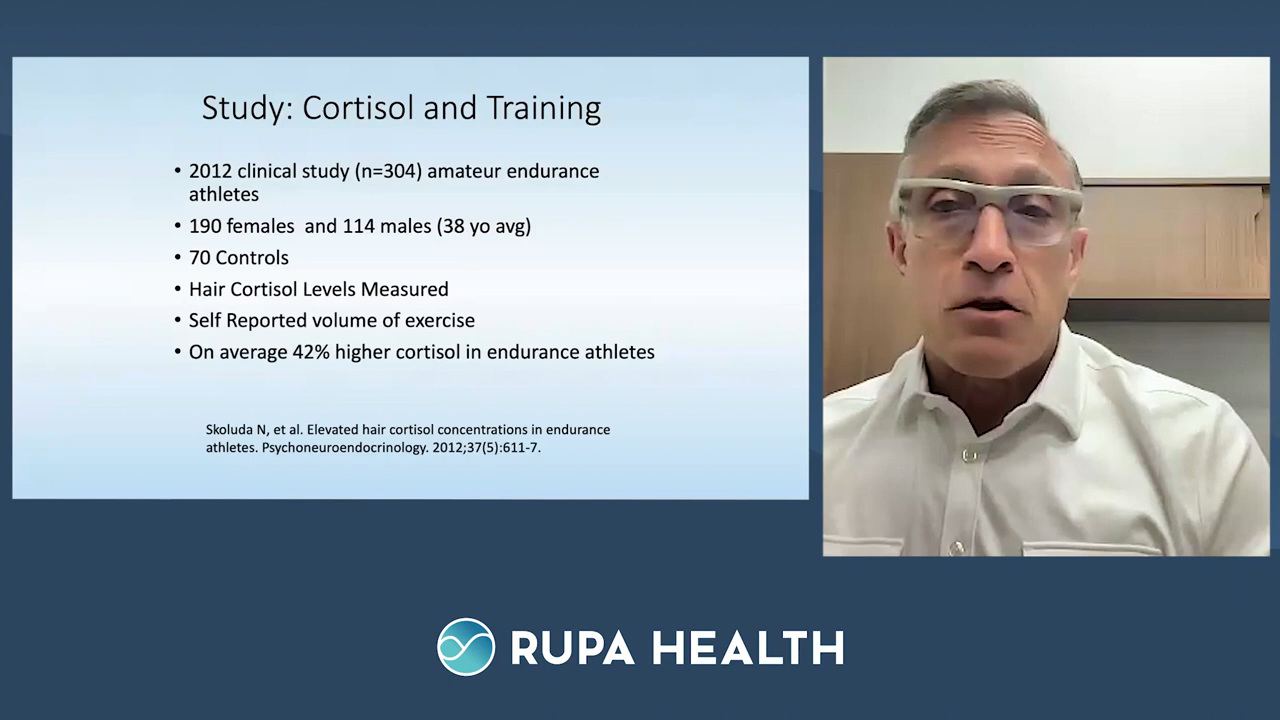 Study: Cortisol and Training
• 2012 clinical study (n=304) amateur endurance
athletes
• 190 females  and 114 males (38 yo avg)
• 70 Controls
• Hair Cortisol Levels Measured
• Self Reported volume of exercise
• On average 42% higher cortisol in endurance athletes
Skoluda N, et al. Elevated hair cortisol concentrations in endurance
athletes. Psychoneuroendocrinology. 2012;37(5):611-7.
RUPA HEALTH